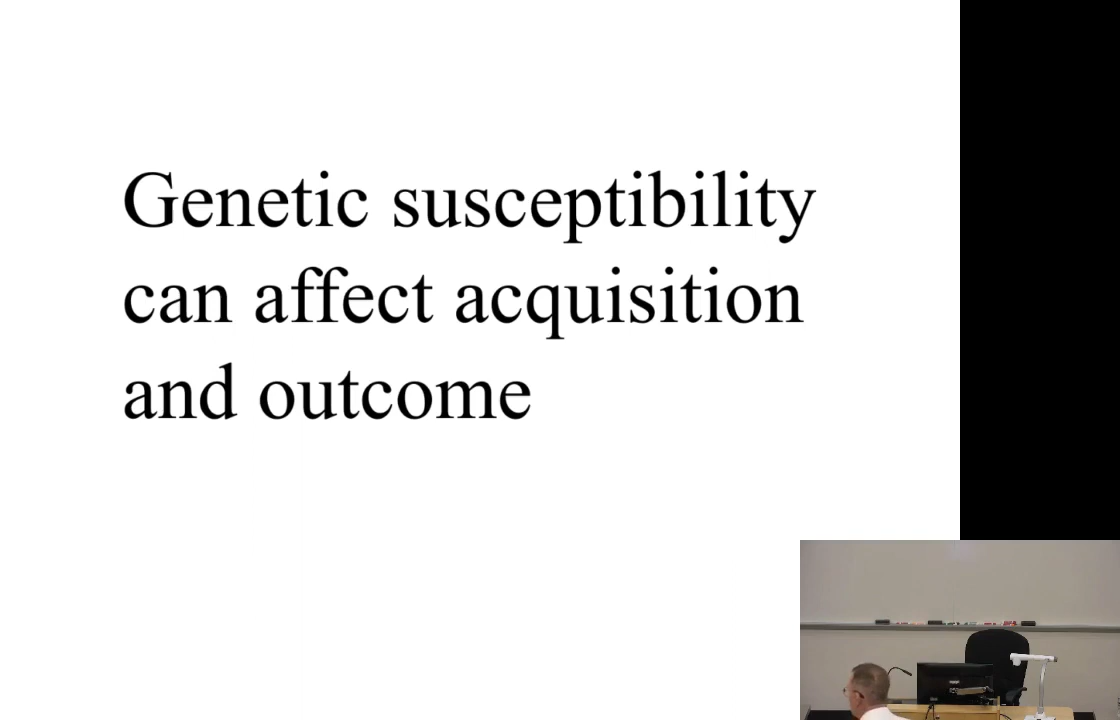 Genetic susceptibility
can affect acquisition
and outcome